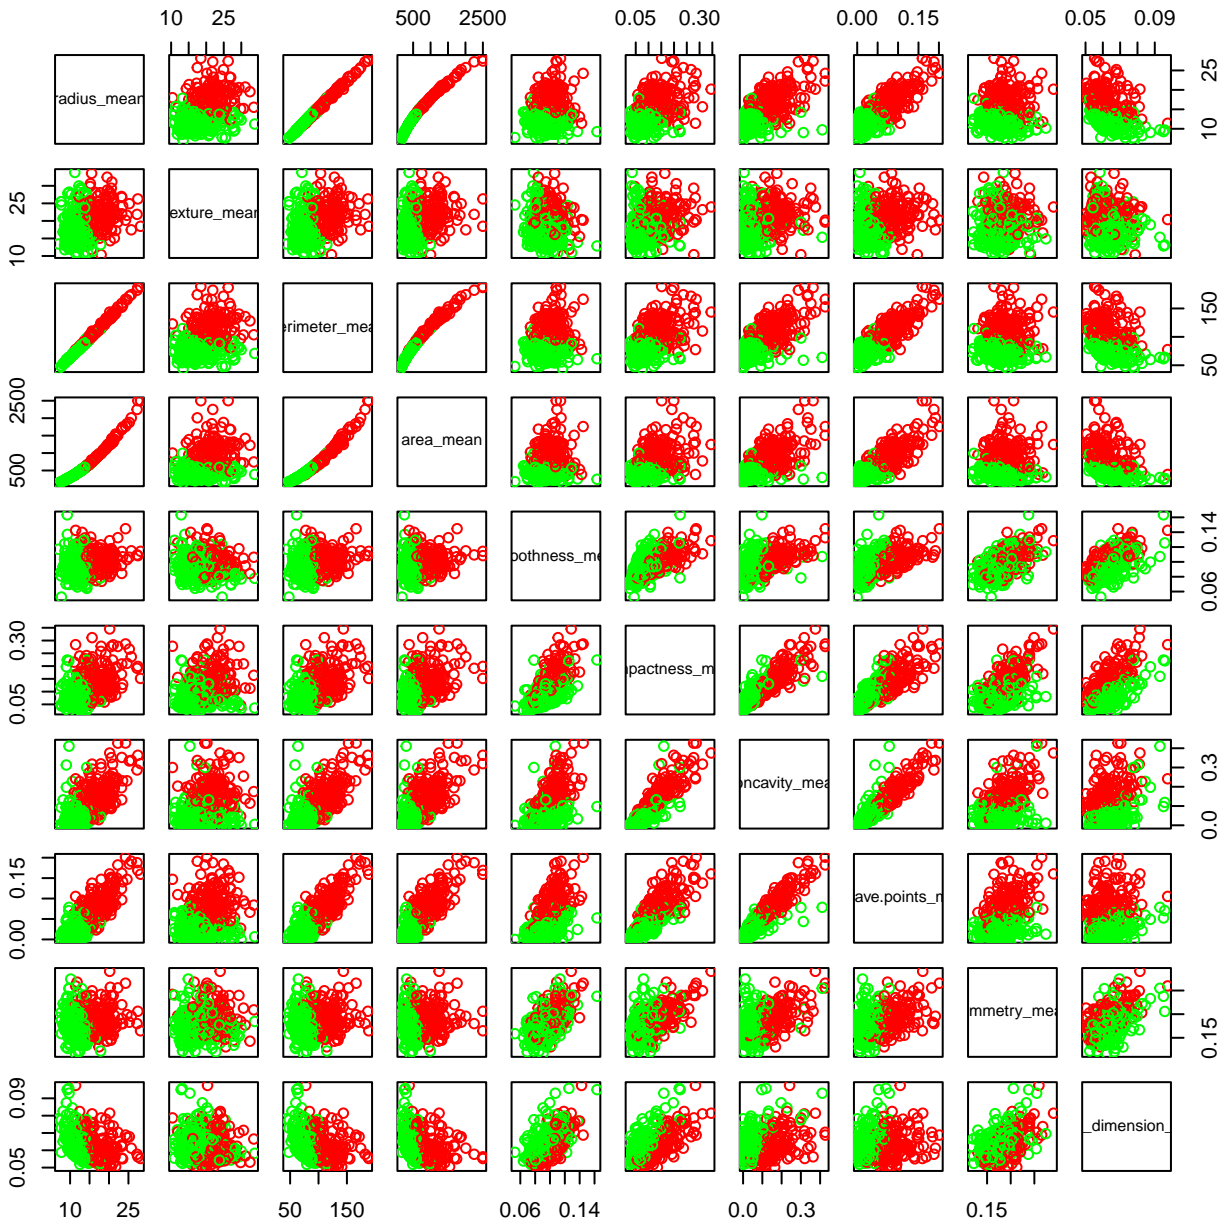 10 25 500 2500 0.05 0.30 0.00 0.15 0.05 0.09
radius_mean 10 25
10 25 exture_mear
erimeter_mea 50 150
500 2500 area_mean
oothness_me 0.06 0.14
0.05 0.30 npactness_m
oncavity_mea 0.0 0.3
0.00 0.15 ave.points_m
mmetry_mea 0.15
0.05 0.09 _dimension_
10 25 50 150 0.06 0.14 0.0 0.3 0.15